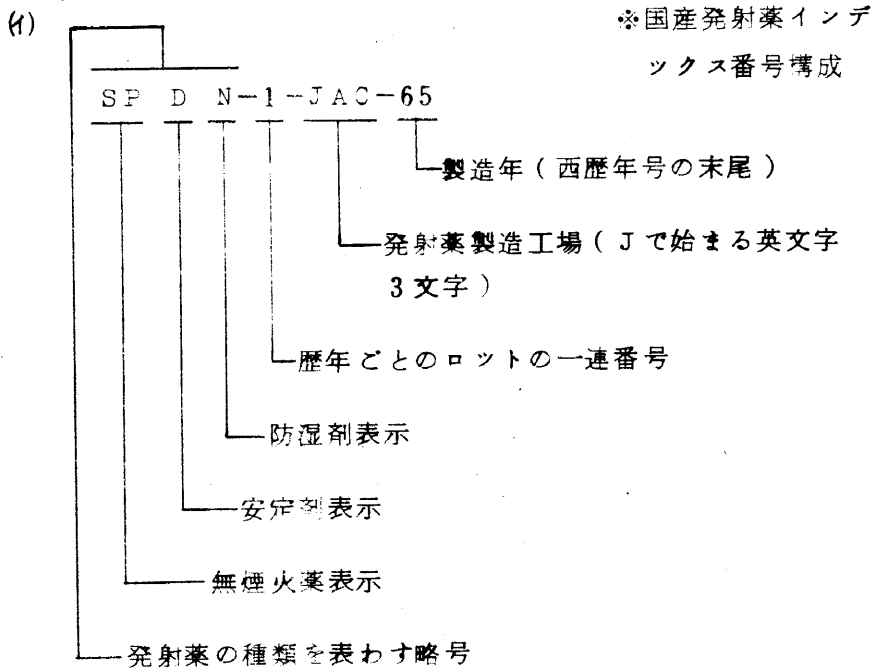 (イ)
※国産発射薬インデ
ックス番号構成
SPDN-1-JAC-65
製造年(西歴年号の末尾)
発射薬製造工場(Jで始まる英文字
3文字)
歴年ごとのロットの一連番号
防湿剤表示
安定剤表示
無煙火薬表示
発射薬の種類を表わす略号